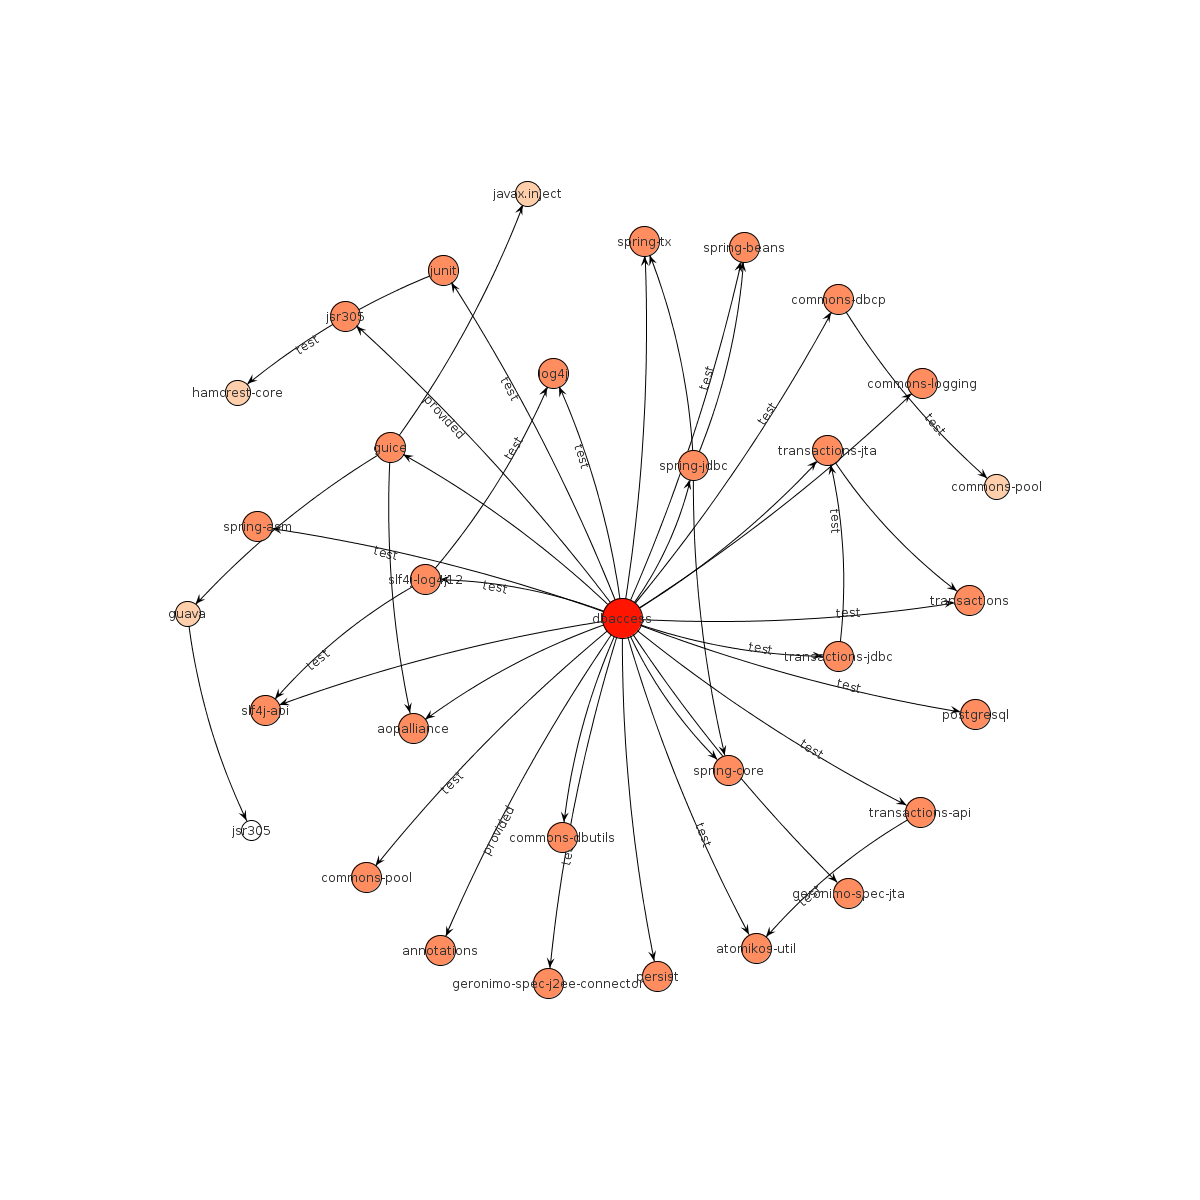 javax.inject
spring-tx
spring-beans
junit
commons-dbcp
jsr305
test
hamcrest-core
log4j
test
test
commons-logging
provided
test
test
guice
test
test
transactions-jta
spring-jdbc
commons-pool
spring-asm
test
test
slf4j-log4j12
test
guava
dbaccess
transactions
test
test
transactions-jdbc
test
test
slf4j-api
aopalliance
postgresql
test
spring-core
test
jsr305
transactions-api
provided
test
commons-dbutils
test
commons-pool
geronimo-spec-jta
test
annotations
atomikos-util
geronimo-spec-j2ee-connector
persist